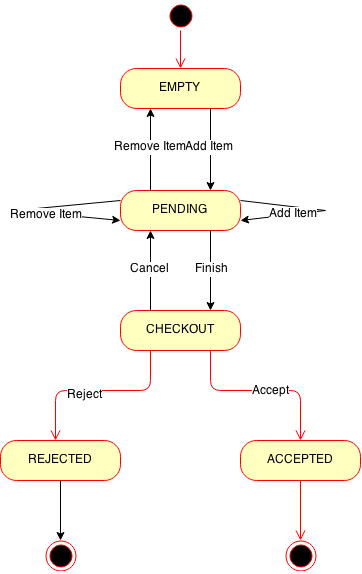 EMPTY
Remove Item
Add Item
PENDING
Remove Item
Add Item
Cancel
Finish
CHECKOUT
Reject
Accept
REJECTED
ACCEPTED